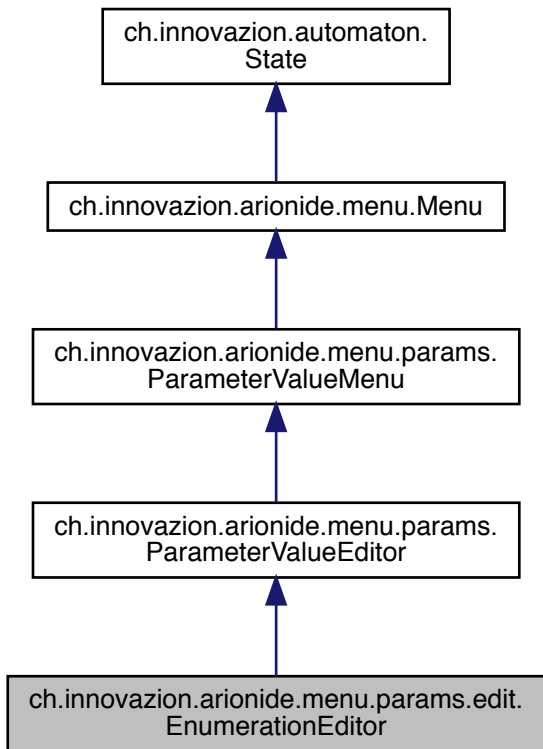 ch.innovazion.automaton.
State
ch.innovazion.arionide.menu.Menu
ch.innovazion.arionide.menu.params.
ParameterValueMenu
ch.innovazion.arionide.menu.params.
ParameterValueEditor
ch.innovazion.arionide.menu.params.edit.
EnumerationEditor